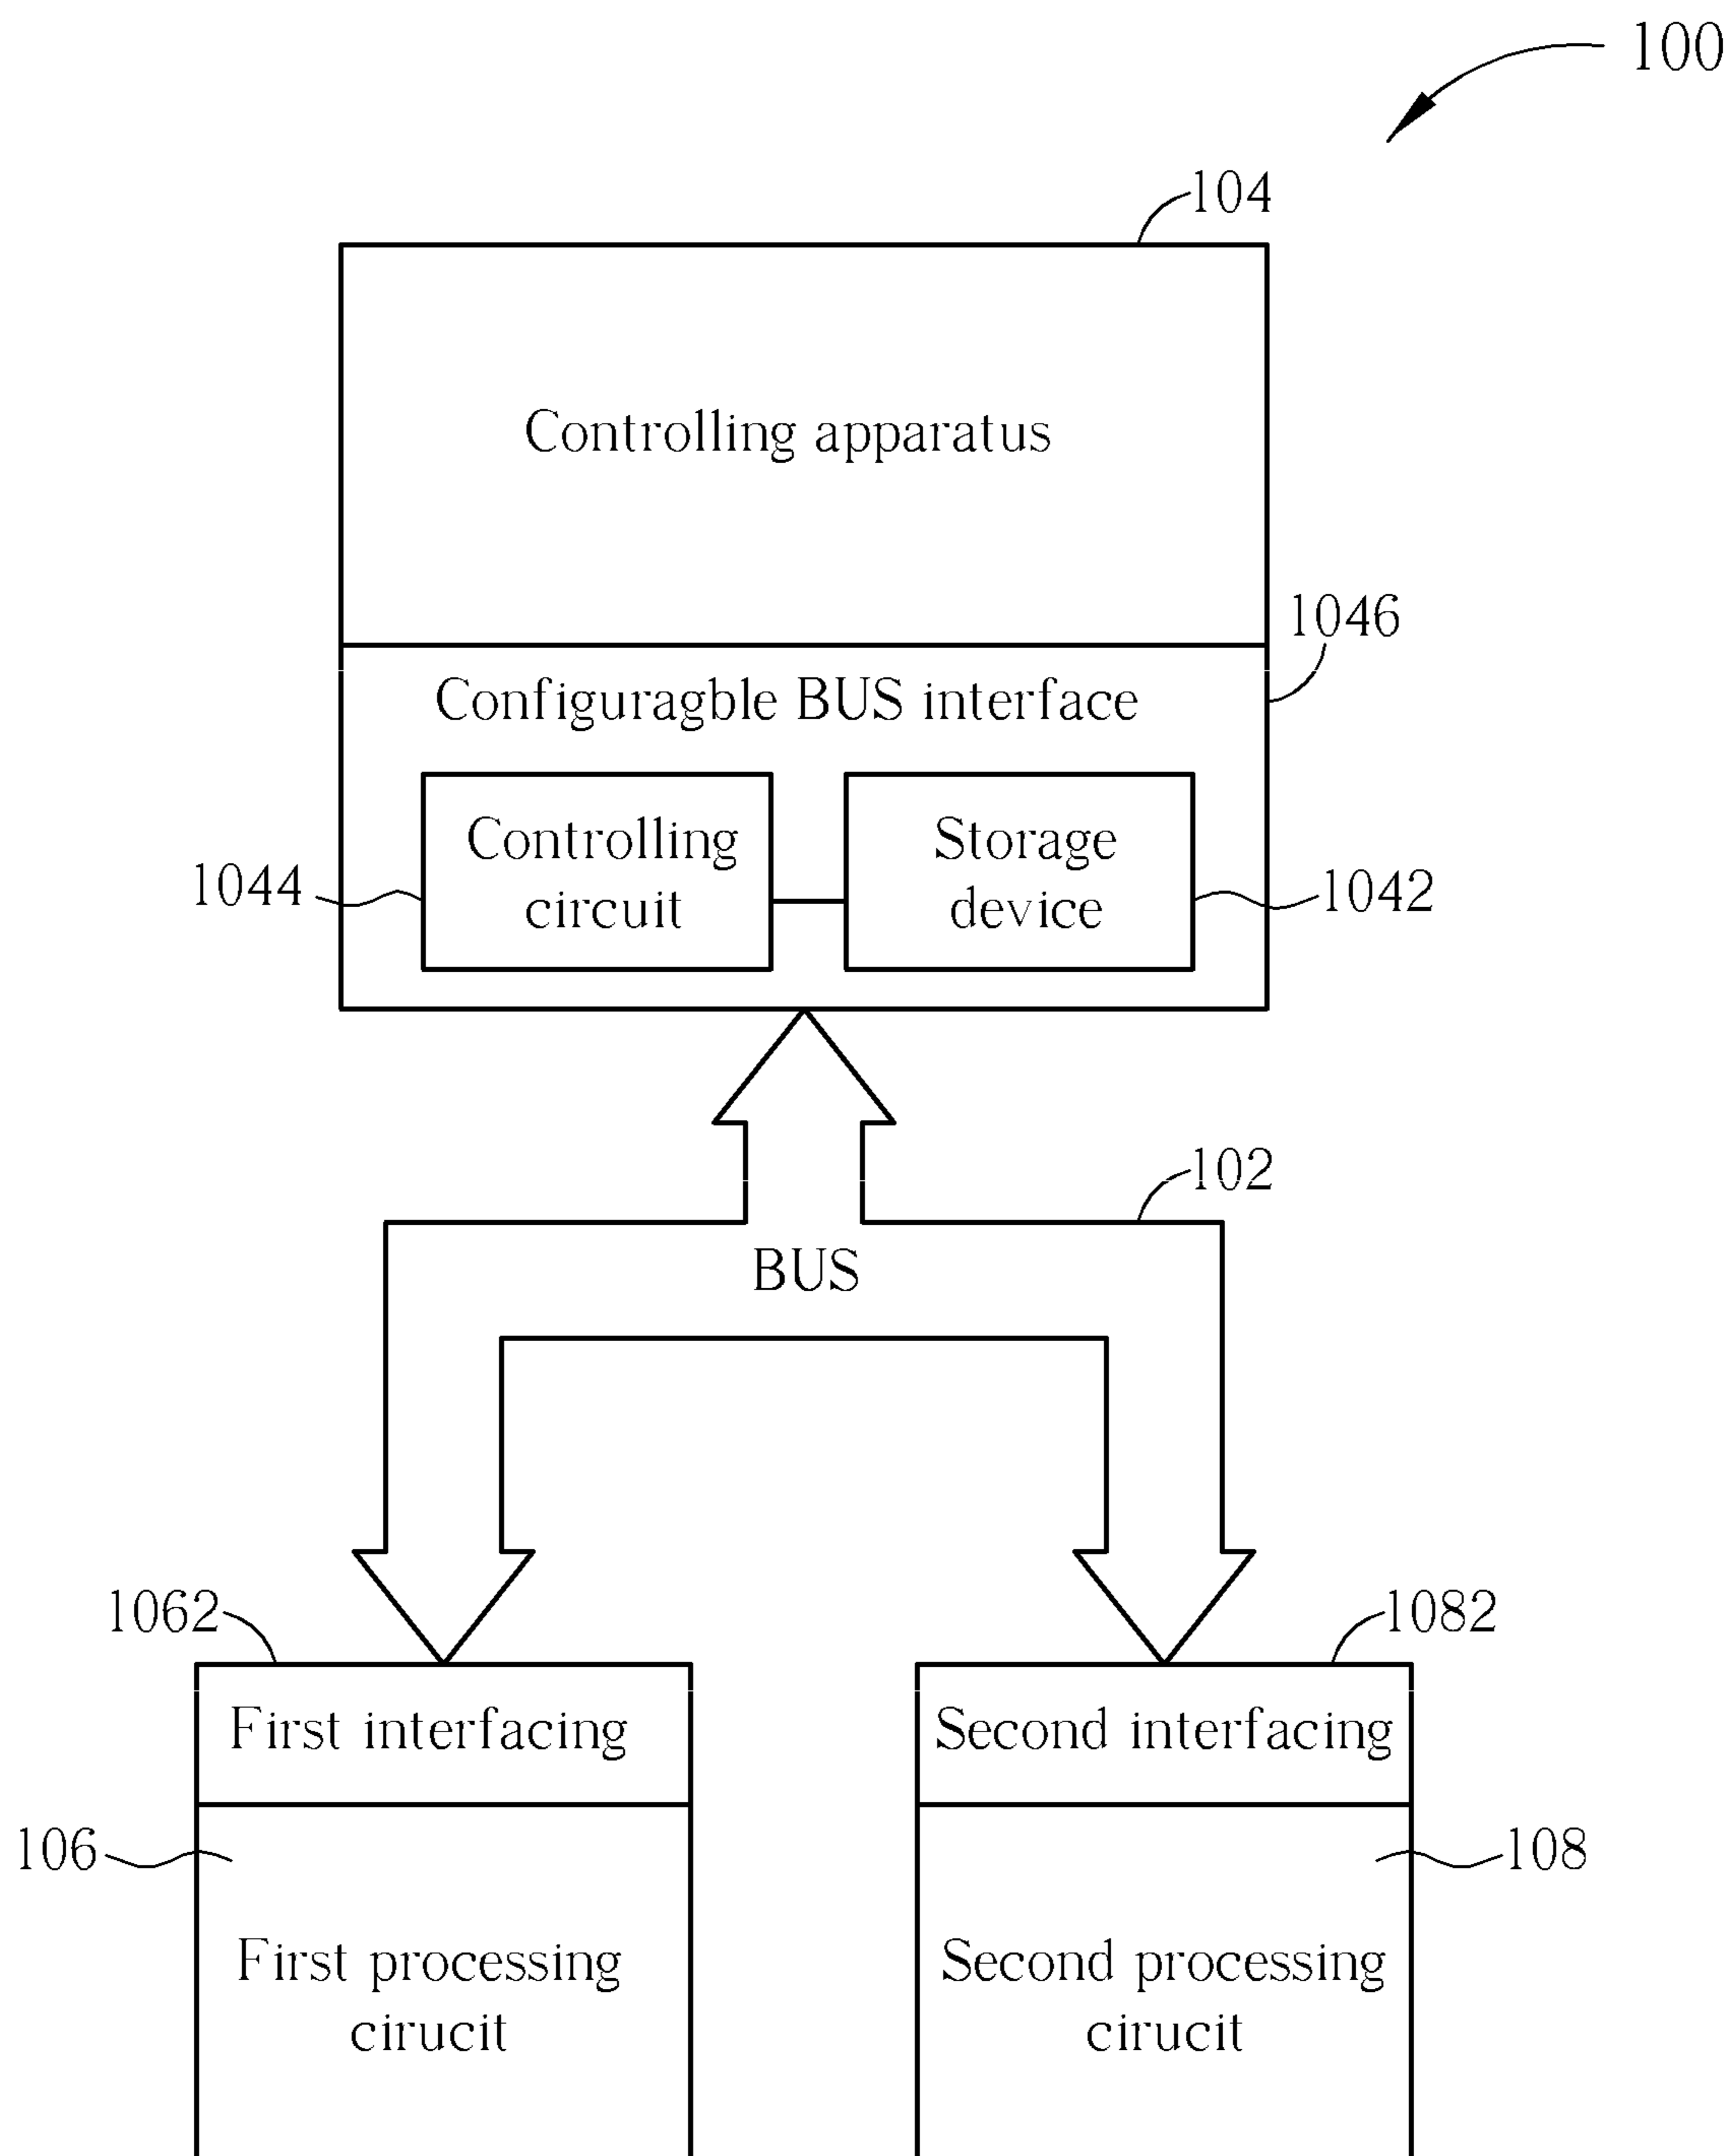 100
104
Controlling apparatus
1046
Configuragble BUS interface
Controlling
circuit
Storage
device
1044
1042
102
BUS
1062
1082
First interfacing
Second interfacing
106
108
First processing
cirucit
Second processing
cirucit